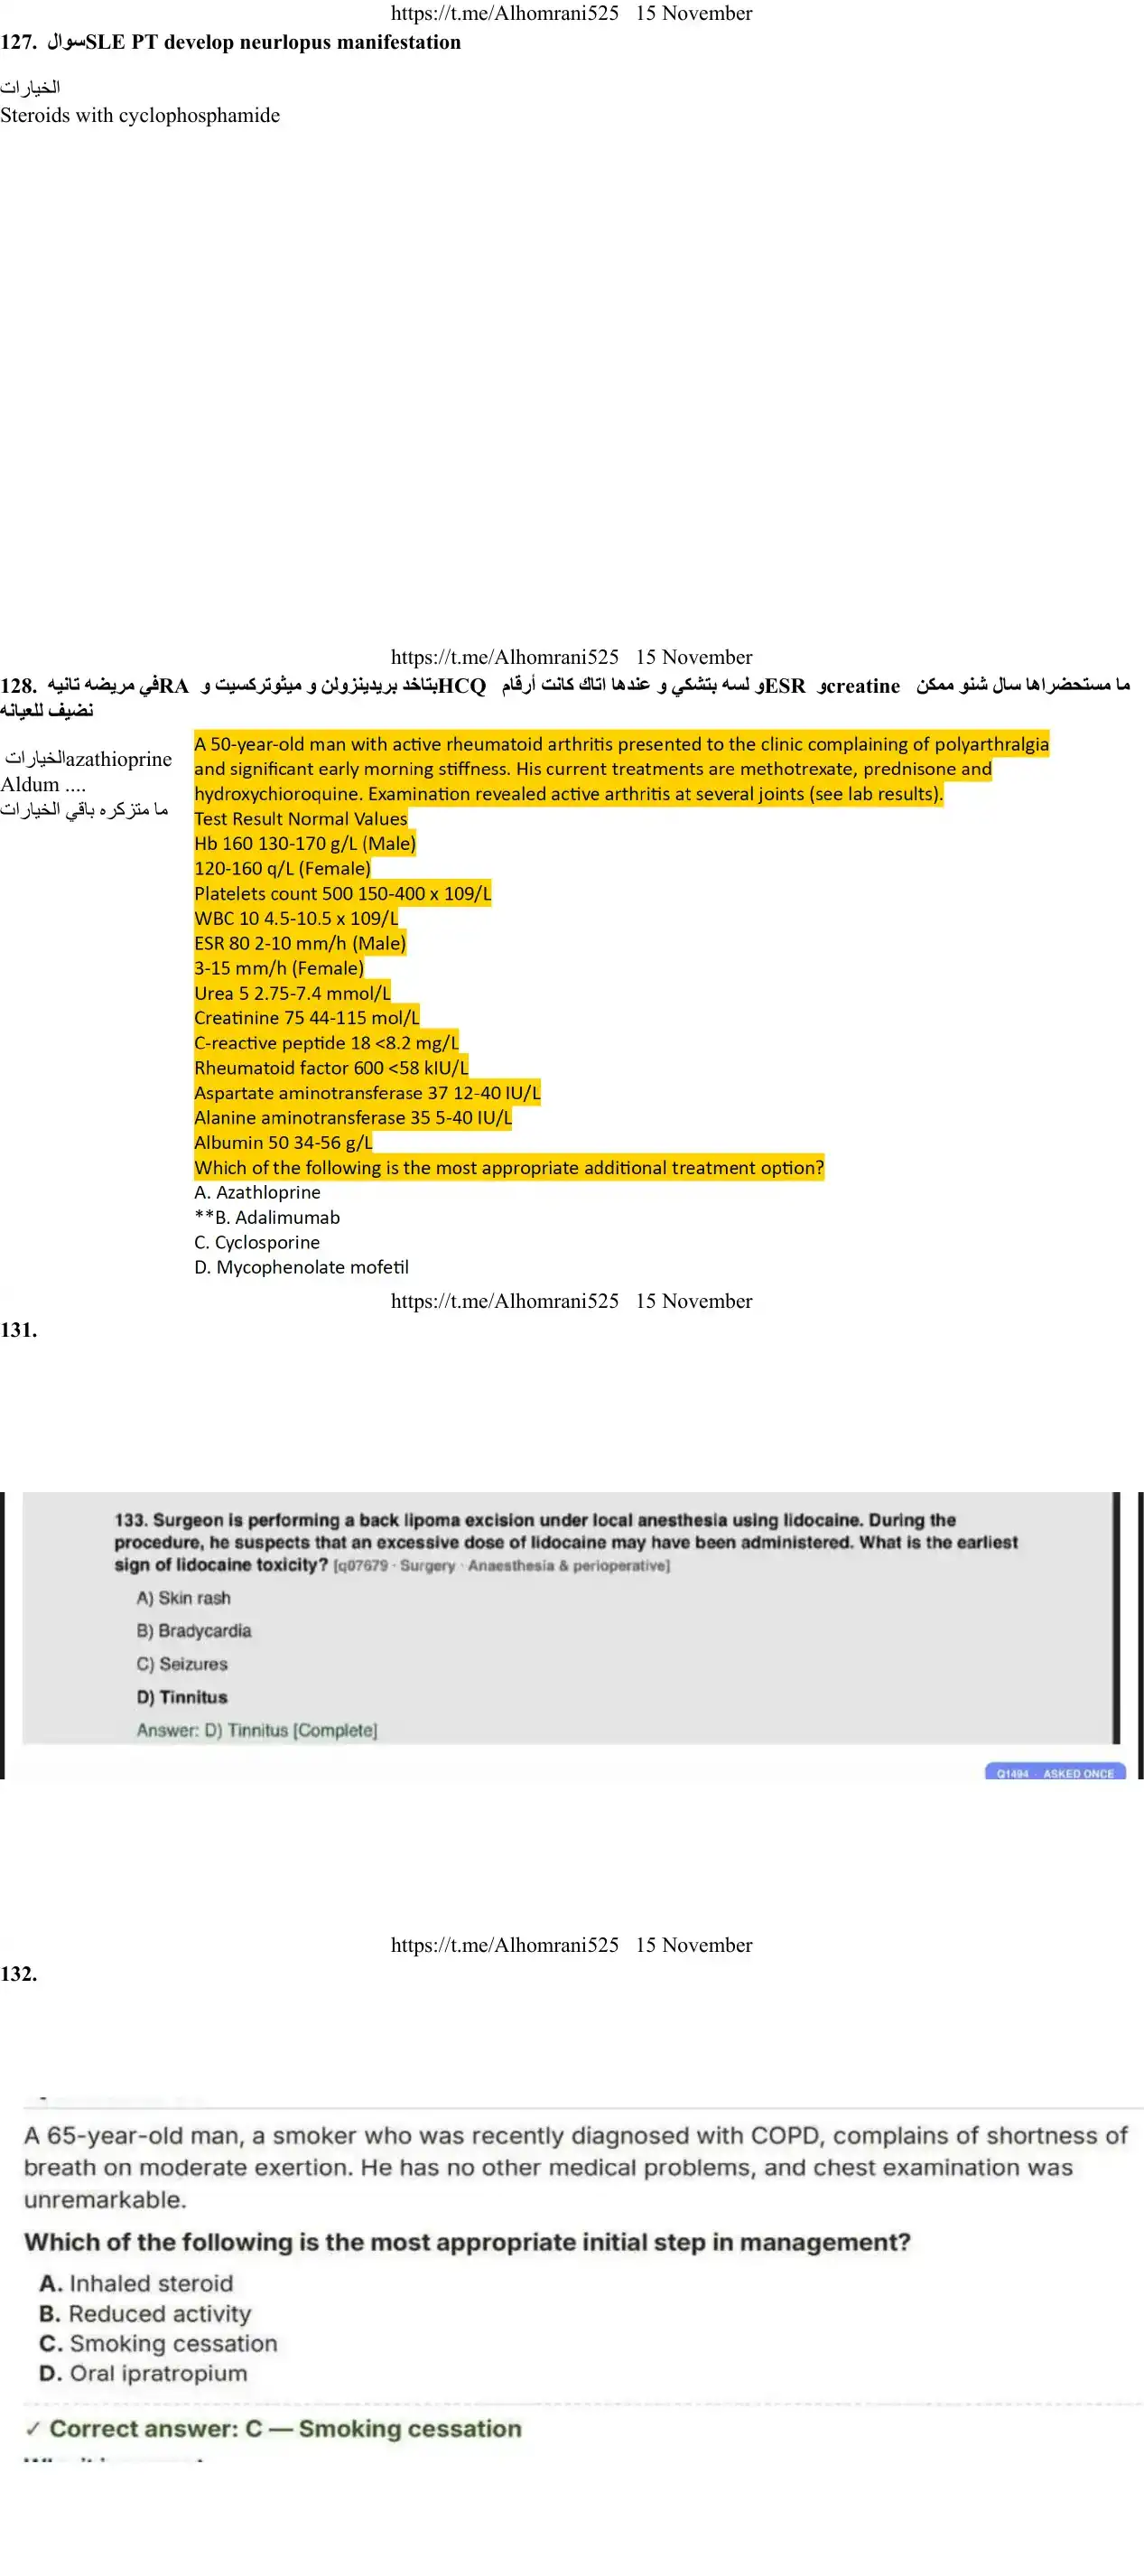 https://t.me/Alhomrani525 15 November
127. سوالSLE PT develop neurlopus manifestation
الخيارات
Steroids with cyclophosphamide
https://t.me/Alhomrani525 15 November
128. في مريضه تانيهRA بتاخد بريدينزولن و ميثوتركسيت وHCQ و لسه بتشكي و عندها اتاك كانت أرقامESR وcreatine و ما مستحضراها سال شنو ممكن
نضيف للعيانه
الخياراتazathioprine
Aldum ....
ما متزكره باقي الخيارات
A 50-year-old man with active rheumatoid arthritis presented to the clinic complaining of polyarthralgia
and significant early morning stiffness. His current treatments are methotrexate, prednisone and
hydroxychioroquine. Examination revealed active arthritis at several joints (see lab results).
Test Result Normal Values
Hb 160 130-170 g/L (Male)
120-160 q/L (Female)
Platelets count 500 150-400 x 109/L
WBC 10 4.5-10.5 x 109/L
ESR 80 2-10 mm/h (Male)
3-15 mm/h (Female)
Urea 5 2.75-7.4 mmol/L
Creatinine 75 44-115 mol/L
C-reactive peptide 18 <8.2 mg/L
Rheumatoid factor 600 <58 kIU/L
Aspartate aminotransferase 37 12-40 IU/L
Alanine aminotransferase 35 5-40 IU/L
Albumin 50 34-56 g/L
Which of the following is the most appropriate additional treatment option?
A. Azathloprine
**B. Adalimumab
C. Cyclosporine
D. Mycophenolate mofetil
https://t.me/Alhomrani525 15 November
131.
133. Surgeon is performing a back lipoma excision under local anesthesia using lidocaine. During the
procedure, he suspects that an excessive dose of lidocaine may have been administered. What is the earliest
sign of lidocaine toxicity? [q07679 · Surgery · Anaesthesia & perioperative]
A) Skin rash
B) Bradycardia
C) Seizures
D) Tinnitus
Answer: D) Tinnitus [Complete]
Q1494 · ASKED ONCE
https://t.me/Alhomrani525 15 November
132.
A 65-year-old man, a smoker who was recently diagnosed with COPD, complains of shortness of
breath on moderate exertion. He has no other medical problems, and chest examination was
unremarkable.
Which of the following is the most appropriate initial step in management?
A. Inhaled steroid
B. Reduced activity
C. Smoking cessation
D. Oral ipratropium
✓ Correct answer: C — Smoking cessation